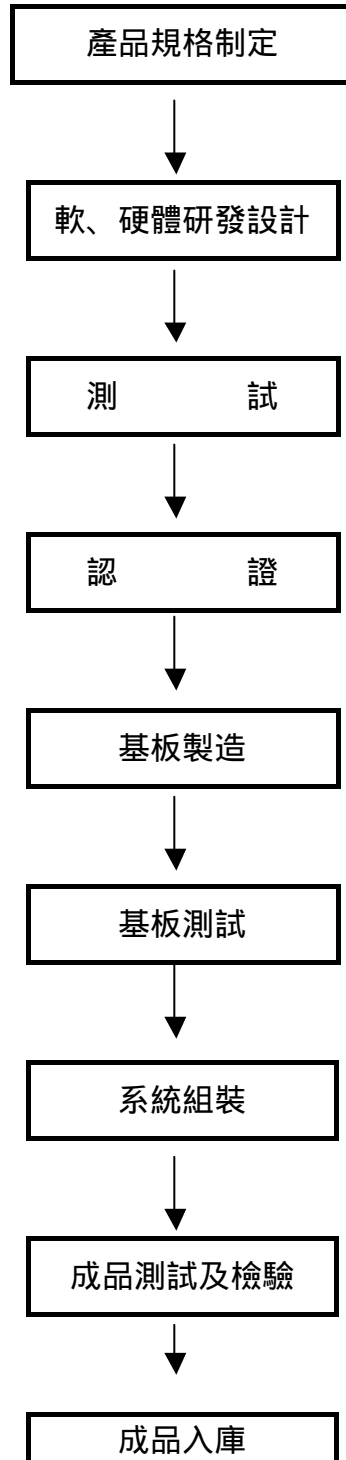 產品規格制定
軟、硬體研發設計
測 試
認 證
基板製造
基板測試
系統組裝
成品測試及檢驗
成品入庫